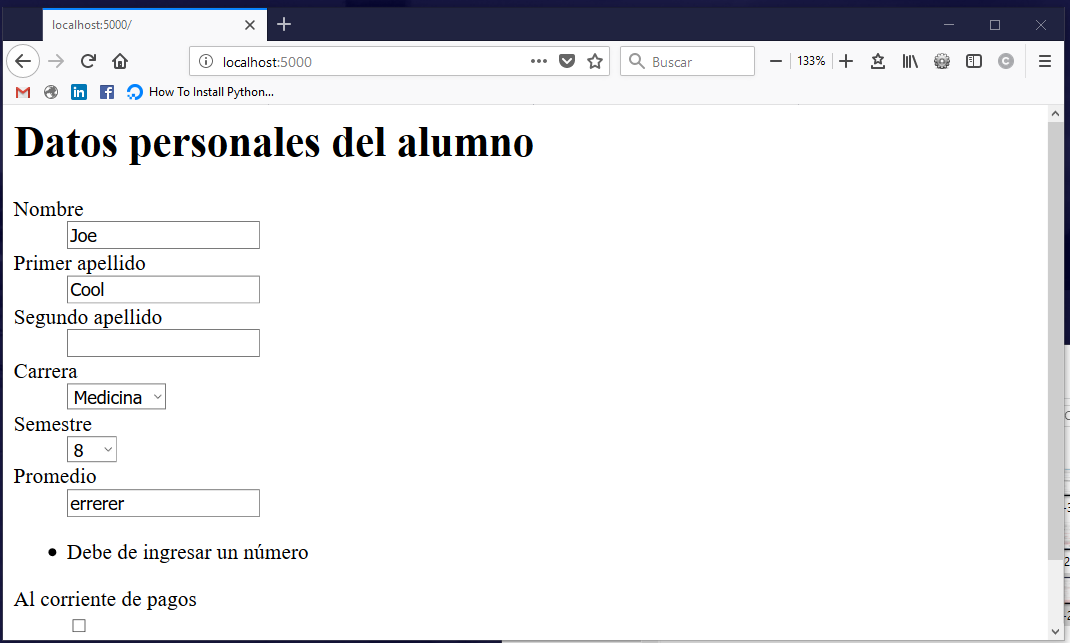 localhost:5000/
localhost:5000
Buscar
133%
How To Install Python...
Datos personales del alumno
Nombre
Joe
Primer apellido
Cool
Segundo apellido
Carrera
Medicina
Semestre
8
Promedio
errerer
Debe de ingresar un número
Al corriente de pagos